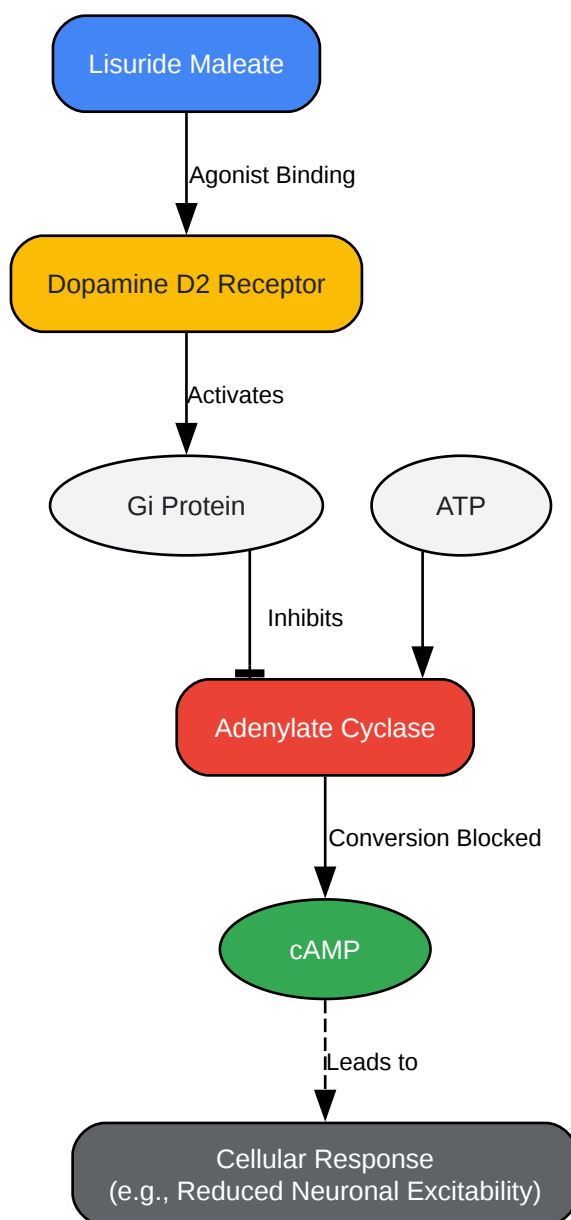 Lisuride Maleate
Agonist Binding
Dopamine D2 Receptor
Activates
Gi Protein
ATP
Inhibits
Adenylate Cyclase
Conversion Blocked
cAMP
Leads to
Cellular Response
(e.g., Reduced Neuronal Excitability)